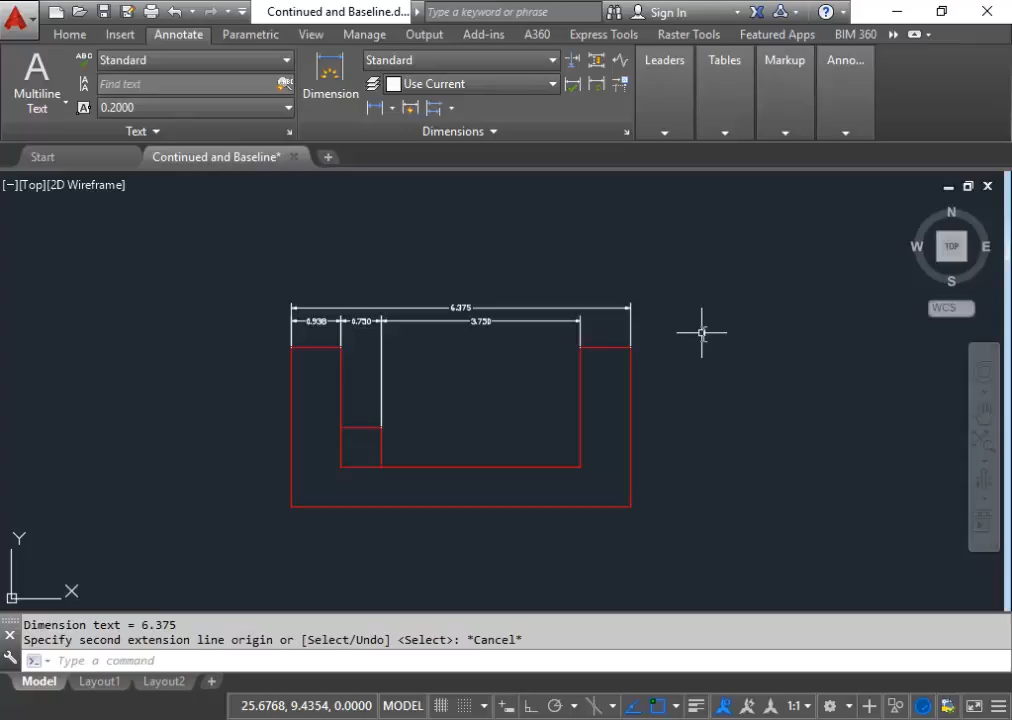 Continued and Baseline.d...
Type a keyword or phrase
Sign In
Home Insert Annotate Parametric View Manage Output Add-ins A360 Express Tools Raster Tools Featured Apps BIM 360
Multiline Text
Standard
Find text
0.2000
Text
Dimension
Standard
Use Current
Dimensions
Leaders
Tables
Markup
Anno...
Start
Continued and Baseline*
[−][Top][2D Wireframe]
N
W TOP E
S
WCS
6.375
0.938 0.750 3.750
Y
X
Dimension text = 6.375
Specify second extension line origin or [Select/Undo] <Select>: *Cancel*
Type a command
Model Layout1 Layout2 +
25.6768, 9.4354, 0.0000 MODEL 1:1